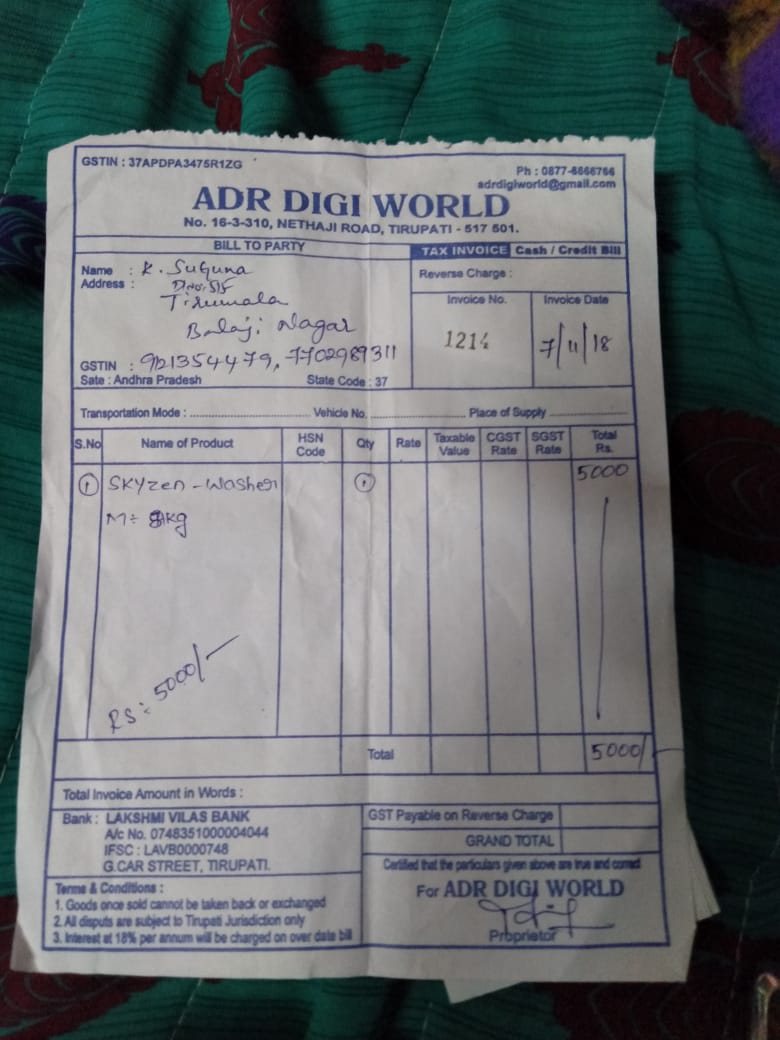 GSTIN : 37APDPA3475R1ZG
Ph : 0877-6666766
adrdigiworld@gmail.com
ADR DIGI WORLD
No. 16-3-310, NETHAJI ROAD, TIRUPATI - 517 501.
BILL TO PARTY
TAX INVOICE Cash / Credit Bill
Name : K. Suguna
Address : Dno: 515
Tirumala
Balaji Nagar
GSTIN : 921354479, 7702989311
Sate : Andhra Pradesh State Code : 37
Reverse Charge :
Invoice No. Invoice Date
1214 7/11/18
Transportation Mode : Vehicle No. Place of Supply
S.No Name of Product HSN Code Qty Rate Taxable Value CGST Rate SGST Rate Total Rs.
1 SKYzen - Washer 1 5000
M÷ 8kg
RS: 5000/-
Total 5000/-
Total Invoice Amount in Words :
Bank : LAKSHMI VILAS BANK
A/c No. 0748351000004044
IFSC : LAVB0000748
G.CAR STREET, TIRUPATI.
GST Payable on Reverse Charge
GRAND TOTAL
Certified that the particulars given above are true and correct
For ADR DIGI WORLD
Proprietor
Terms & Conditions :
1. Goods once sold cannot be taken back or exchanged
2. All disputs are subject to Tirupati Jurisdiction only
3. Interest at 18% per annum will be charged on over date bill